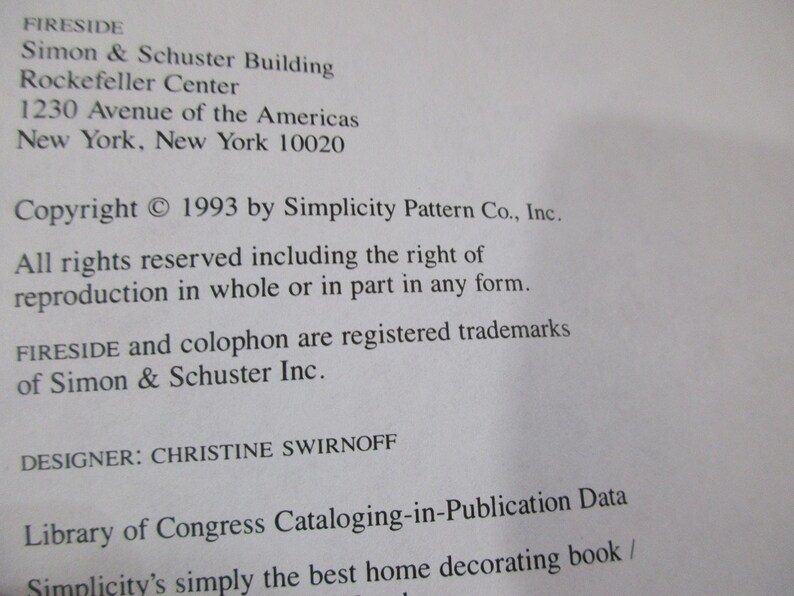 FIRESIDE
Simon & Schuster Building
Rockefeller Center
1230 Avenue of the Americas
New York, New York 10020
Copyright © 1993 by Simplicity Pattern Co., Inc.
All rights reserved including the right of
reproduction in whole or in part in any form.
FIRESIDE and colophon are registered trademarks
of Simon & Schuster Inc.
DESIGNER: CHRISTINE SWIRNOFF
Library of Congress Cataloging-in-Publication Data
Simplicity's simply the best home decorating book /